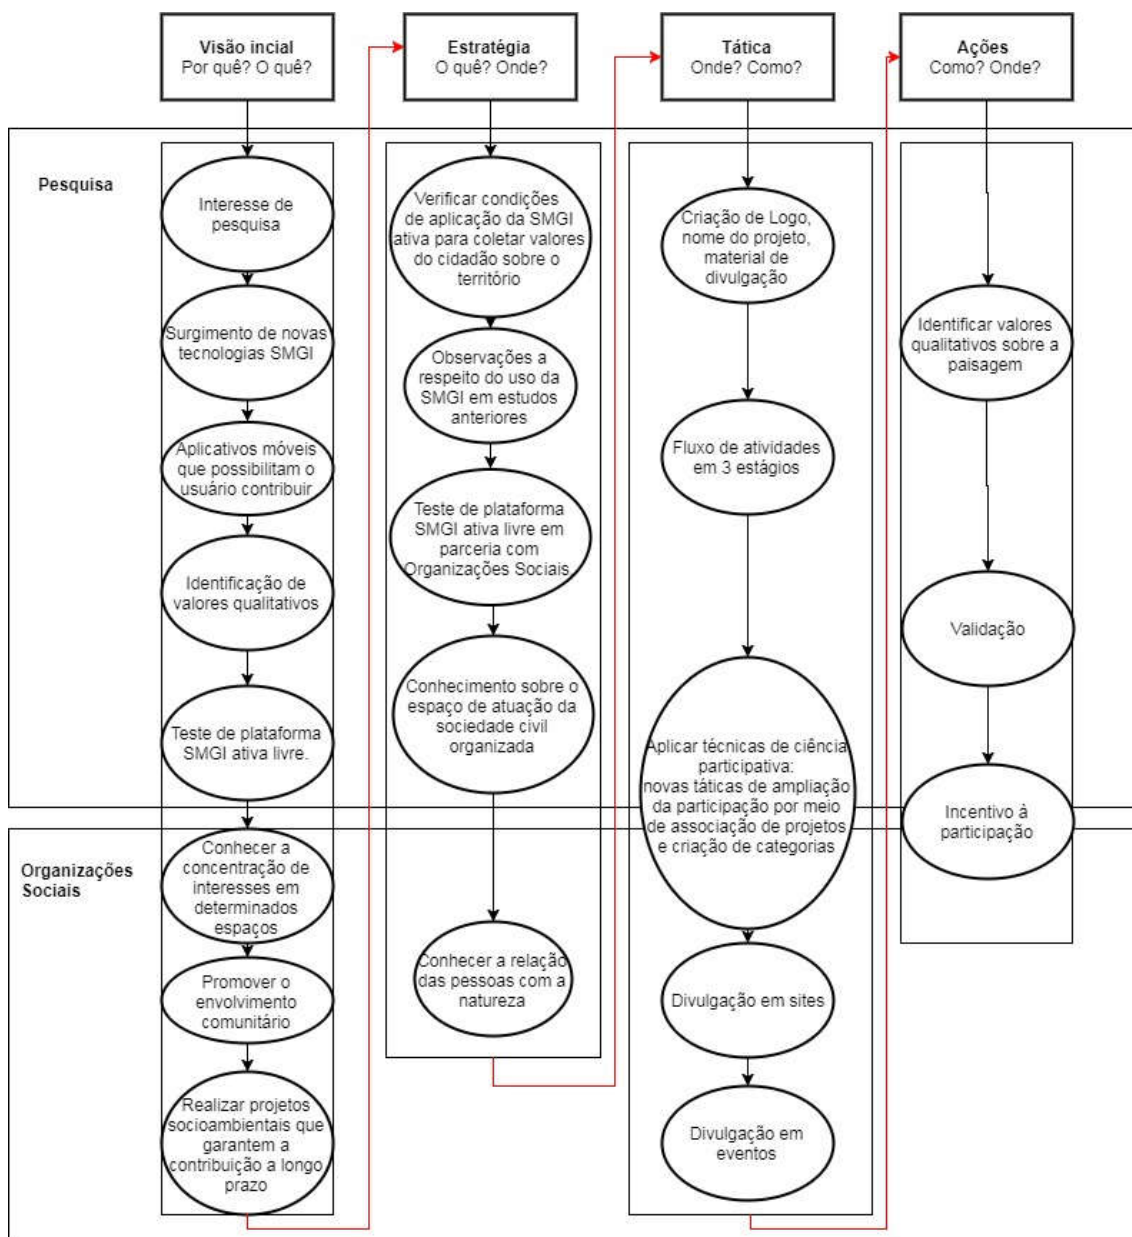 Visão incial
Por quê? O quê?
Estratégia
O quê? Onde?
Tática
Onde? Como?
Ações
Como? Onde?
Pesquisa
Interesse de
pesquisa
Surgimento de novas
tecnologias SMGI
Aplicativos móveis
que possibilitam o
usuário contribuir
Identificação de
valores qualitativos
Teste de plataforma
SMGI ativa livre.
Organizações
Sociais
Conhecer a
concentração de
interesses em
determinados
espaços
Promover o
envolvimento
comunitário
Realizar projetos
socioambientais que
garantem a
contribuição a longo
prazo
Verificar condições
de aplicação da SMGI
ativa para coletar valores
do cidadão sobre o
território
Observações a
respeito do uso da
SMGI em estudos
anteriores
Teste de plataforma
SMGI ativa livre em
parceria com
Organizações Sociais
Conhecimento sobre o
espaço de atuação da
sociedade civil
organizada
Conhecer a relação
das pessoas com a
natureza
Criação de Logo,
nome do projeto,
material de
divulgação
Fluxo de atividades
em 3 estágios
Aplicar técnicas de ciência
participativa:
novas táticas de ampliação
da participação por meio
de associação de projetos
e criação de categorias
Divulgação em sites
Divulgação em
eventos
Identificar valores
qualitativos sobre a
paisagem
Validação
Incentivo à
participação